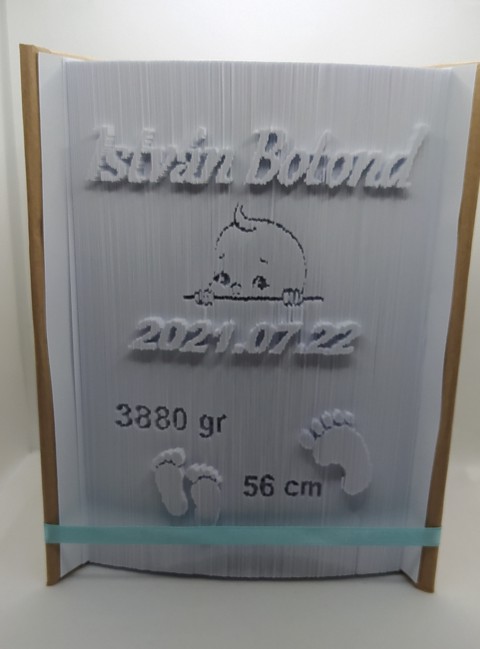 István Botond
2021.07.22
3880 gr
56 cm